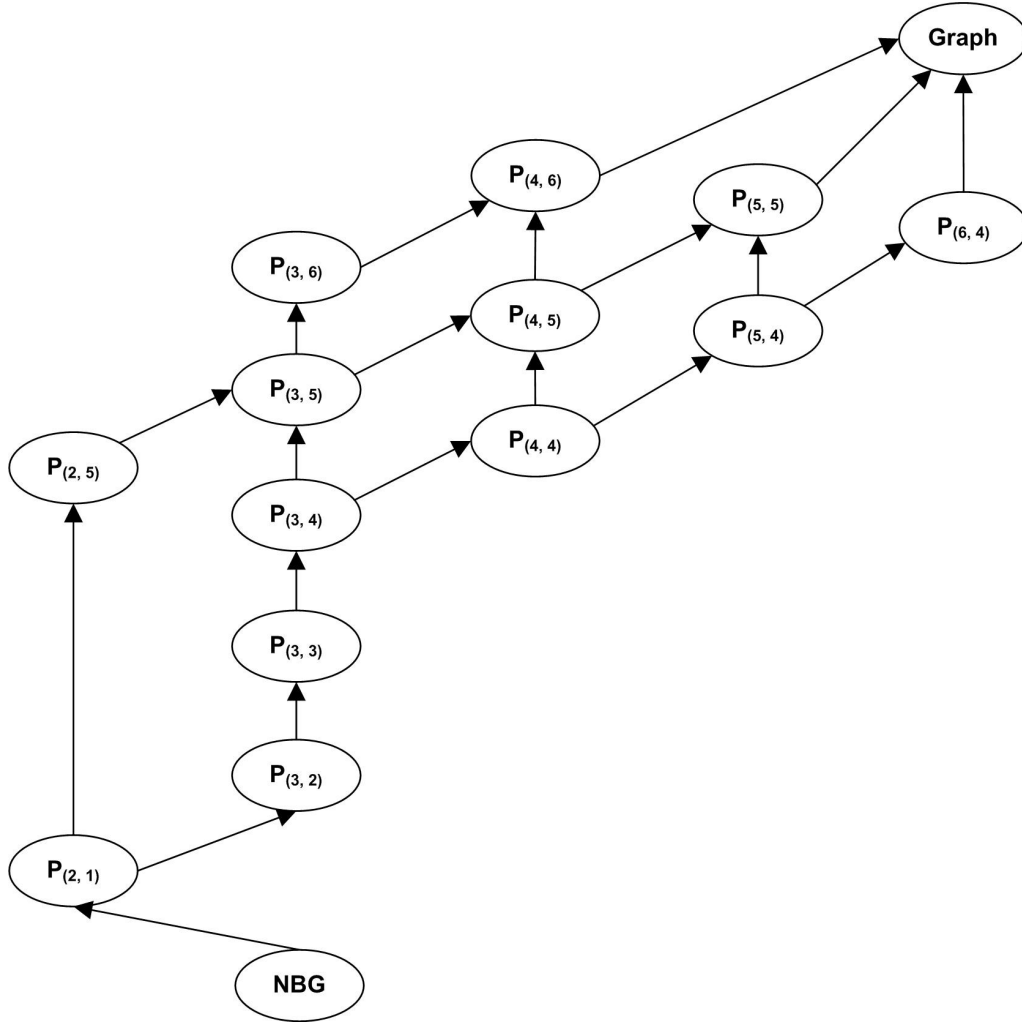 Graph
P(4, 6)
P(5, 5)
P(6, 4)
P(3, 6)
P(4, 5)
P(5, 4)
P(3, 5)
P(4, 4)
P(2, 5)
P(3, 4)
P(3, 3)
P(3, 2)
P(2, 1)
NBG